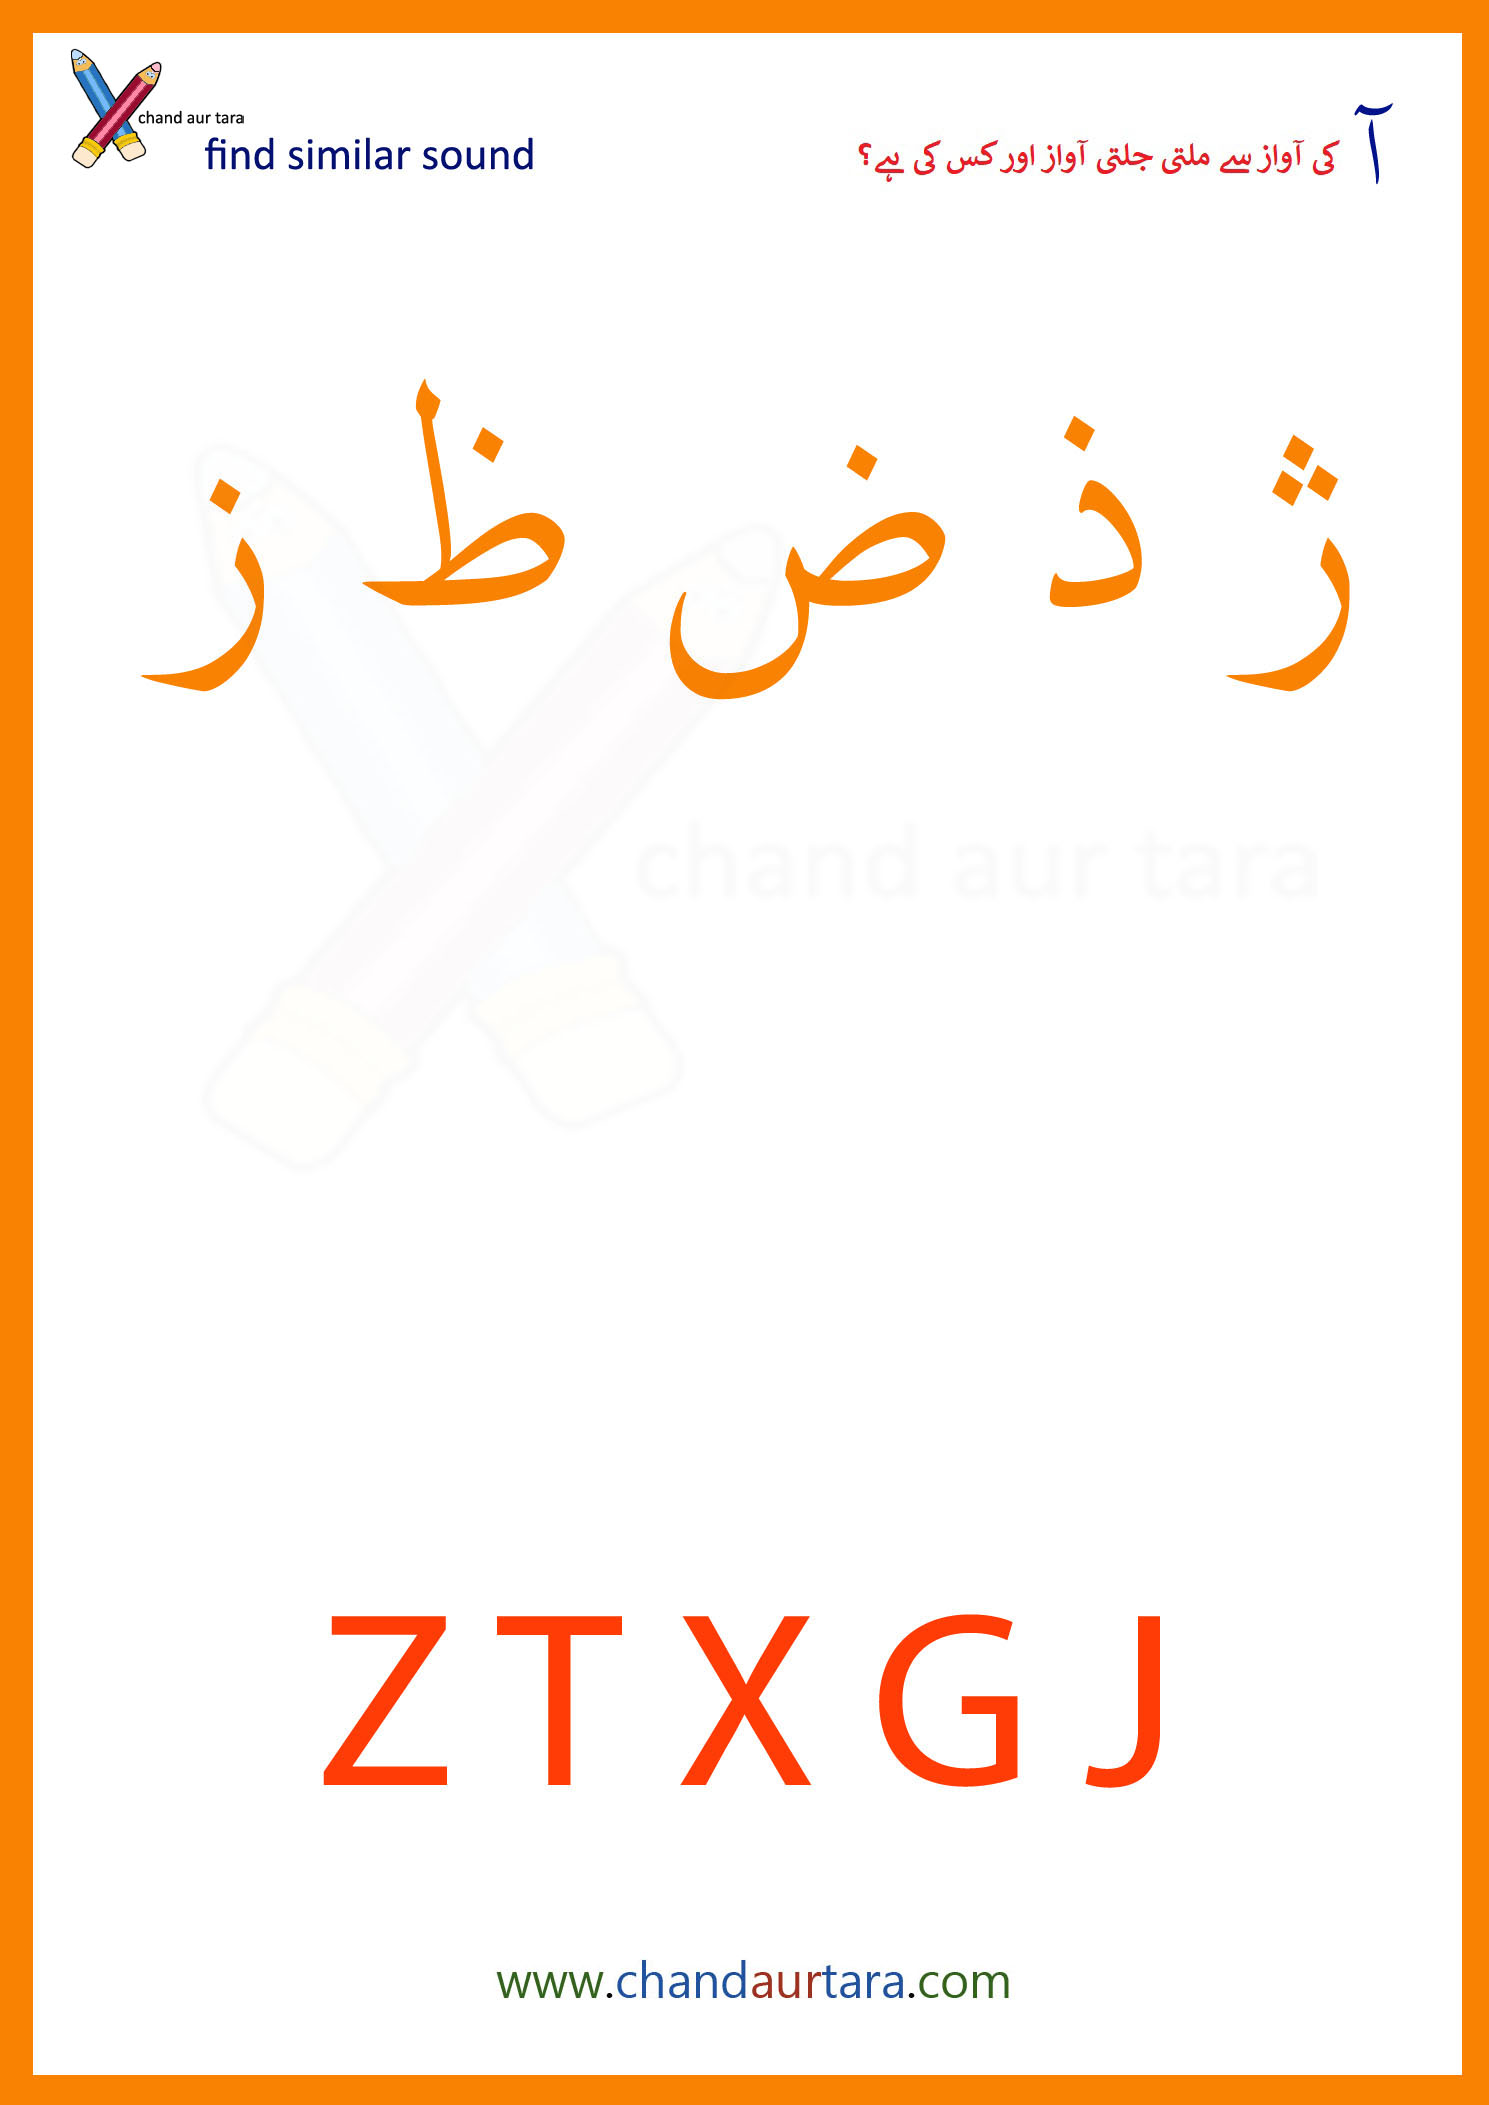 chand aur tara
find similar sound
آ کی آواز سے ملتی جلتی آواز اور کس کی ہے؟
ژ ذ ض ظ ز
chand aur tara
Z T X G J
www.chandaurtara.com